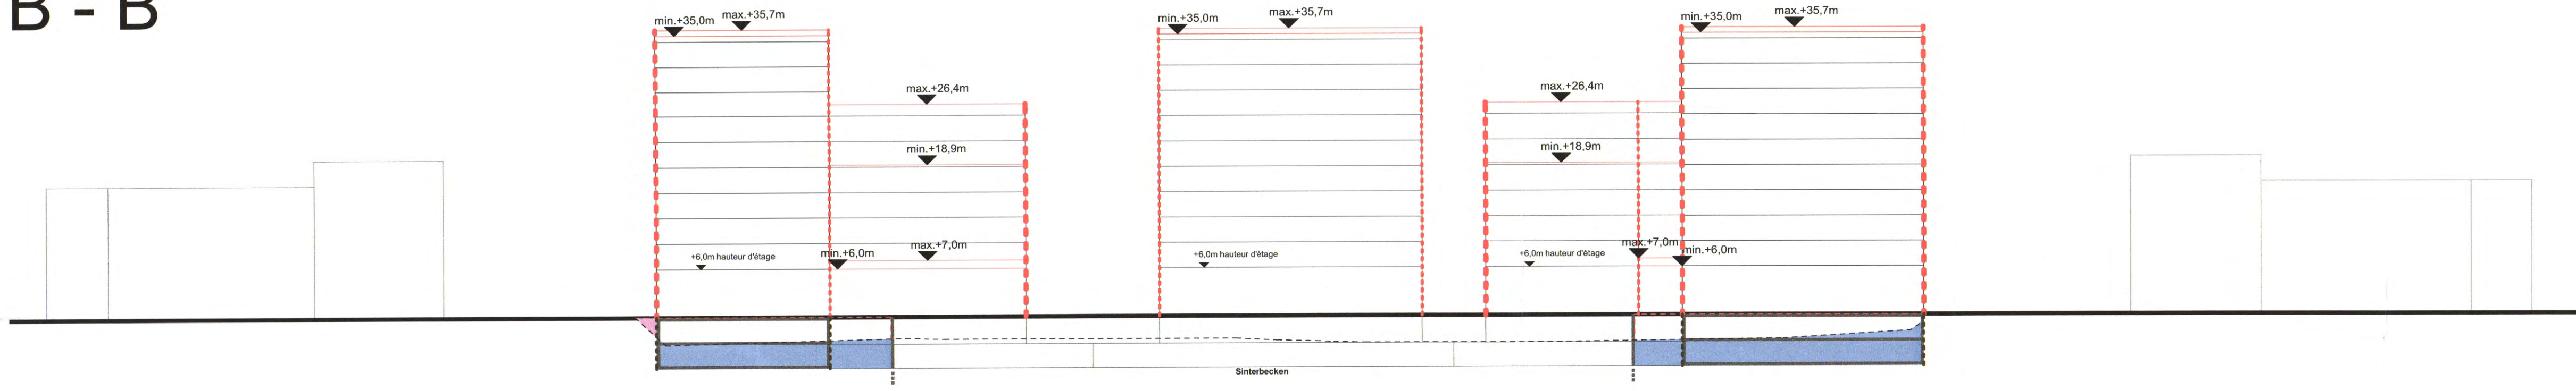 B - B
min.+35,0m
max.+35,7m
min.+35,0m
max.+35,7m
min.+35,0m
max.+35,7m
max.+26,4m
max.+26,4m
min.+18,9m
min.+18,9m
+6,0m hauteur d'étage
min.+6,0m
max.+7,0m
+6,0m hauteur d'étage
+6,0m hauteur d'étage
max.+7,0m
min.+6,0m
Sinterbecken